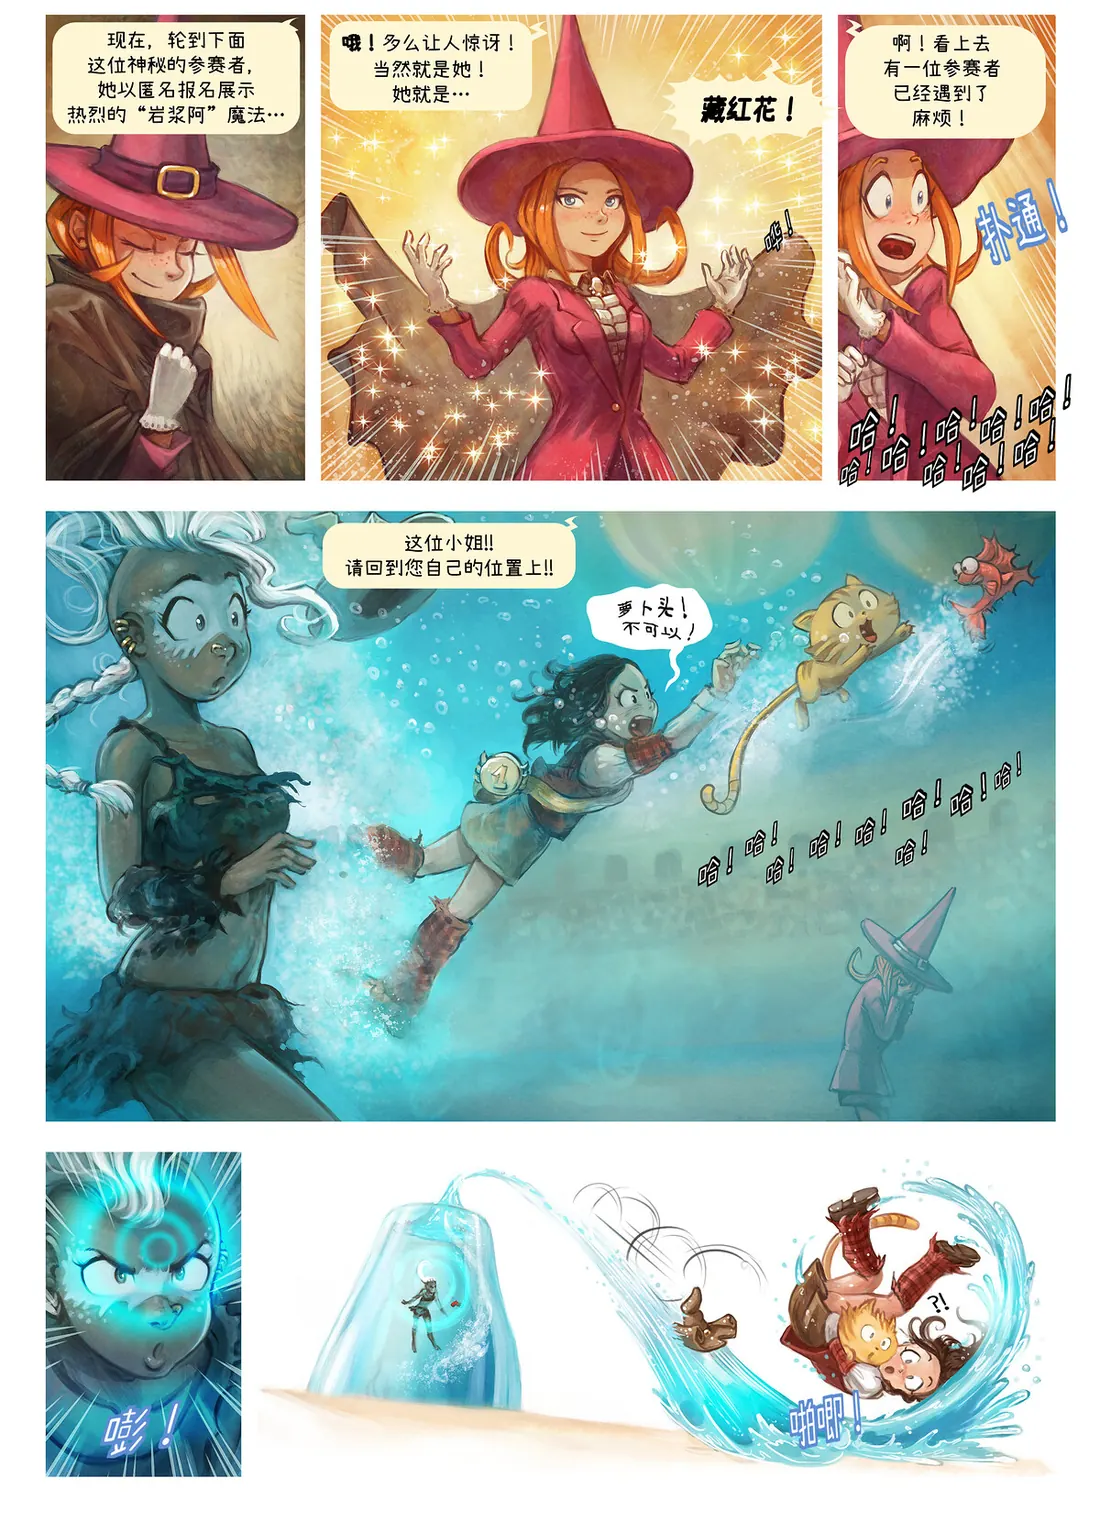 现在，轮到下面
这位神秘的参赛者，
她以匿名报名展示
热烈的“岩浆阿”魔法…
哦！多么让人惊讶！
当然就是她！
她就是…
藏红花！
哗！
啊！看上去
有一位参赛者
已经遇到了
麻烦！
扑通！
哈！哈！哈！哈！哈！
哈！哈！哈！哈！哈！
这位小姐!!
请回到您自己的位置上!!
萝卜头！
不可以！
哈！哈！哈！哈！哈！哈！哈！哈！
哈！
1
嘭！
?!
啪唧！